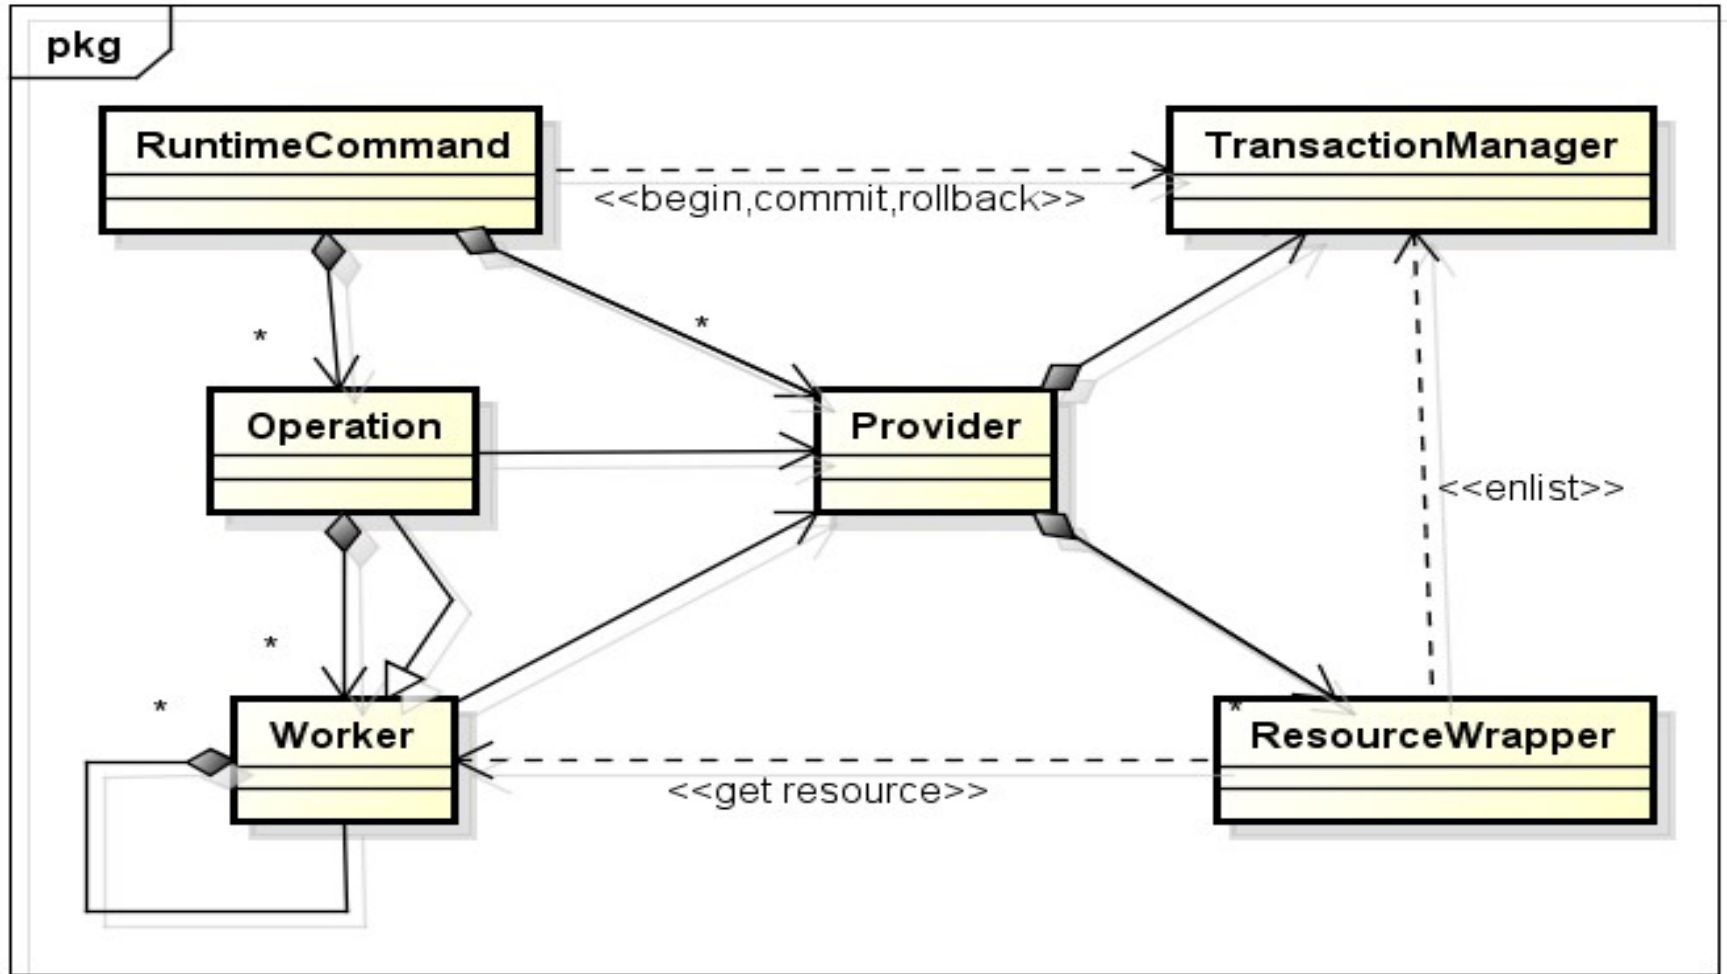 pkg
RuntimeCommand
TransactionManager
<<begin,commit,rollback>>
*
*
Operation
Provider
<<enlist>>
*
*
*
Worker
ResourceWrapper
<<get resource>>